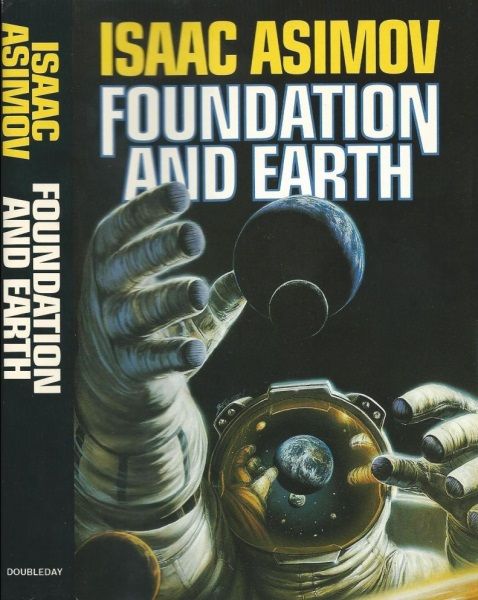 ISAAC
ASIMOV
FOUNDATION
AND EARTH
DOUBLEDAY
ISAAC ASIMOV
FOUNDATION
AND EARTH